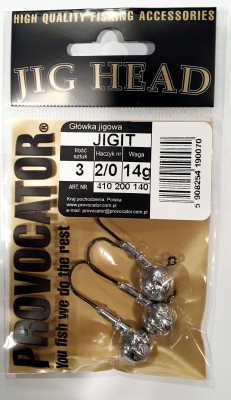 HIGH QUALITY FISHING ACCESSORIES
JIG HEAD
PROVOCATOR®
You fish we do the rest
Główka jigowa
JIGIT
Ilość sztuk Haczyk nr Waga
3 2/0 14g
ART. NR 410 200 140
Kraj pochodzenia: Polska
www.provocator.com.pl
e-mail: provocator@provocator.com.pl
5 908254 190070